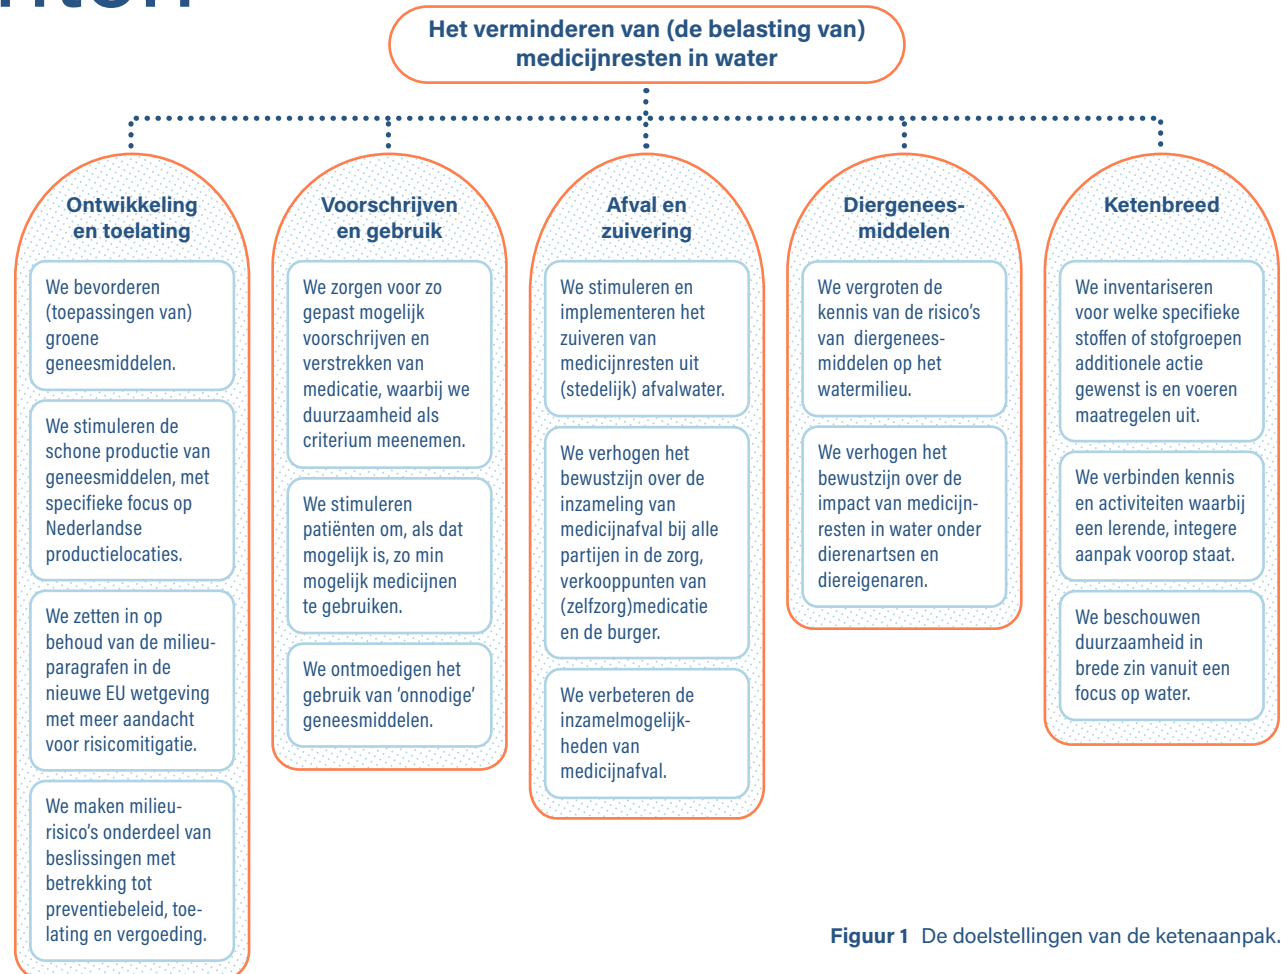 Het verminderen van (de belasting van)
medicijnresten in water
Ontwikkeling
en toelating
We bevorderen
(toepassingen van)
groene
geneesmiddelen.
We stimuleren de
schone productie van
geneesmiddelen, met
specifieke focus op
Nederlandse
productielocaties.
We zetten in op
behoud van de milieu-
paragrafen in de
nieuwe EU wetgeving
met meer aandacht
voor risicomitigatie.
We maken milieu-
risico's onderdeel van
beslissingen met
betrekking tot
preventiebeleid, toe-
lating en vergoeding.
Voorschrijven
en gebruik
We zorgen voor zo
gepast mogelijk
voorschrijven en
verstrekken van
medicatie, waarbij we
duurzaamheid als
criterium meenemen.
We stimuleren
patiënten om, als dat
mogelijk is, zo min
mogelijk medicijnen
te gebruiken.
We ontmoedigen het
gebruik van 'onnodige'
geneesmiddelen.
Afval en
zuivering
We stimuleren en
implementeren het
zuiveren van
medicijnresten uit
(stedelijk) afvalwater.
We verhogen het
bewustzijn over de
inzameling van
medicijnafval bij alle
partijen in de zorg,
verkooppunten van
(zelfzorg)medicatie
en de burger.
We verbeteren de
inzamelmogelijk-
heden van
medicijnafval.
Diergenees-
middelen
We vergroten de
kennis van de risico's
van diergenees-
middelen op het
watermilieu.
We verhogen het
bewustzijn over de
impact van medicijn-
resten in water onder
dierenartsen en
diereigenaren.
Ketenbreed
We inventariseren
voor welke specifieke
stoffen of stofgroepen
additionele actie
gewenst is en voeren
maatregelen uit.
We verbinden kennis
en activiteiten waarbij
een lerende, integere
aanpak voorop staat.
We beschouwen
duurzaamheid in
brede zin vanuit een
focus op water.
Figuur 1 De doelstellingen van de ketenaanpak.